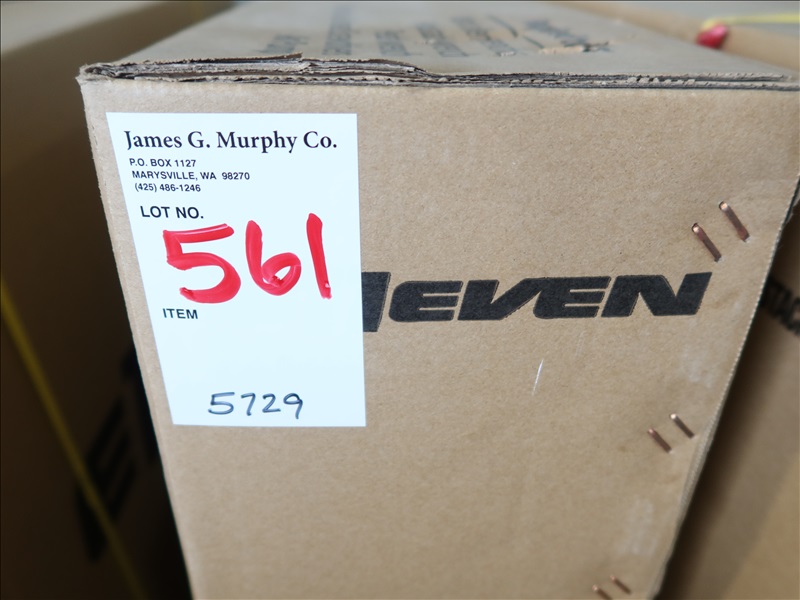 James G. Murphy Co.
P.O. BOX 1127
MARYSVILLE, WA 98270
(425) 486-1246
LOT NO.
561
ITEM
5729
EVEN